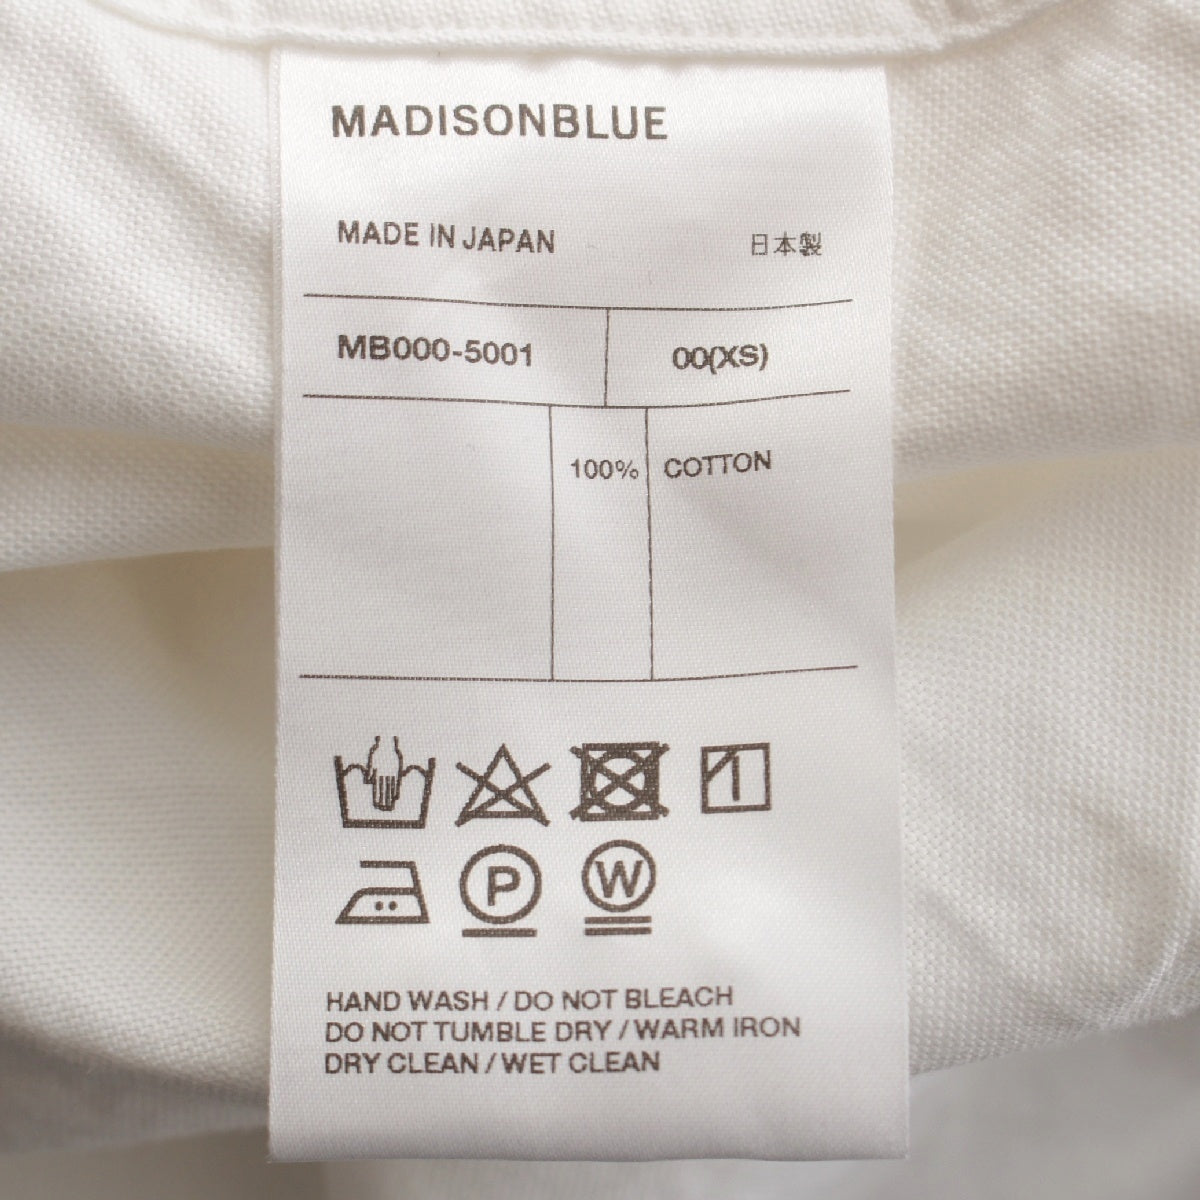 MADISONBLUE
MADE IN JAPAN 日本製
MB000-5001 00(XS)
100% COTTON
P W
HAND WASH / DO NOT BLEACH
DO NOT TUMBLE DRY / WARM IRON
DRY CLEAN / WET CLEAN